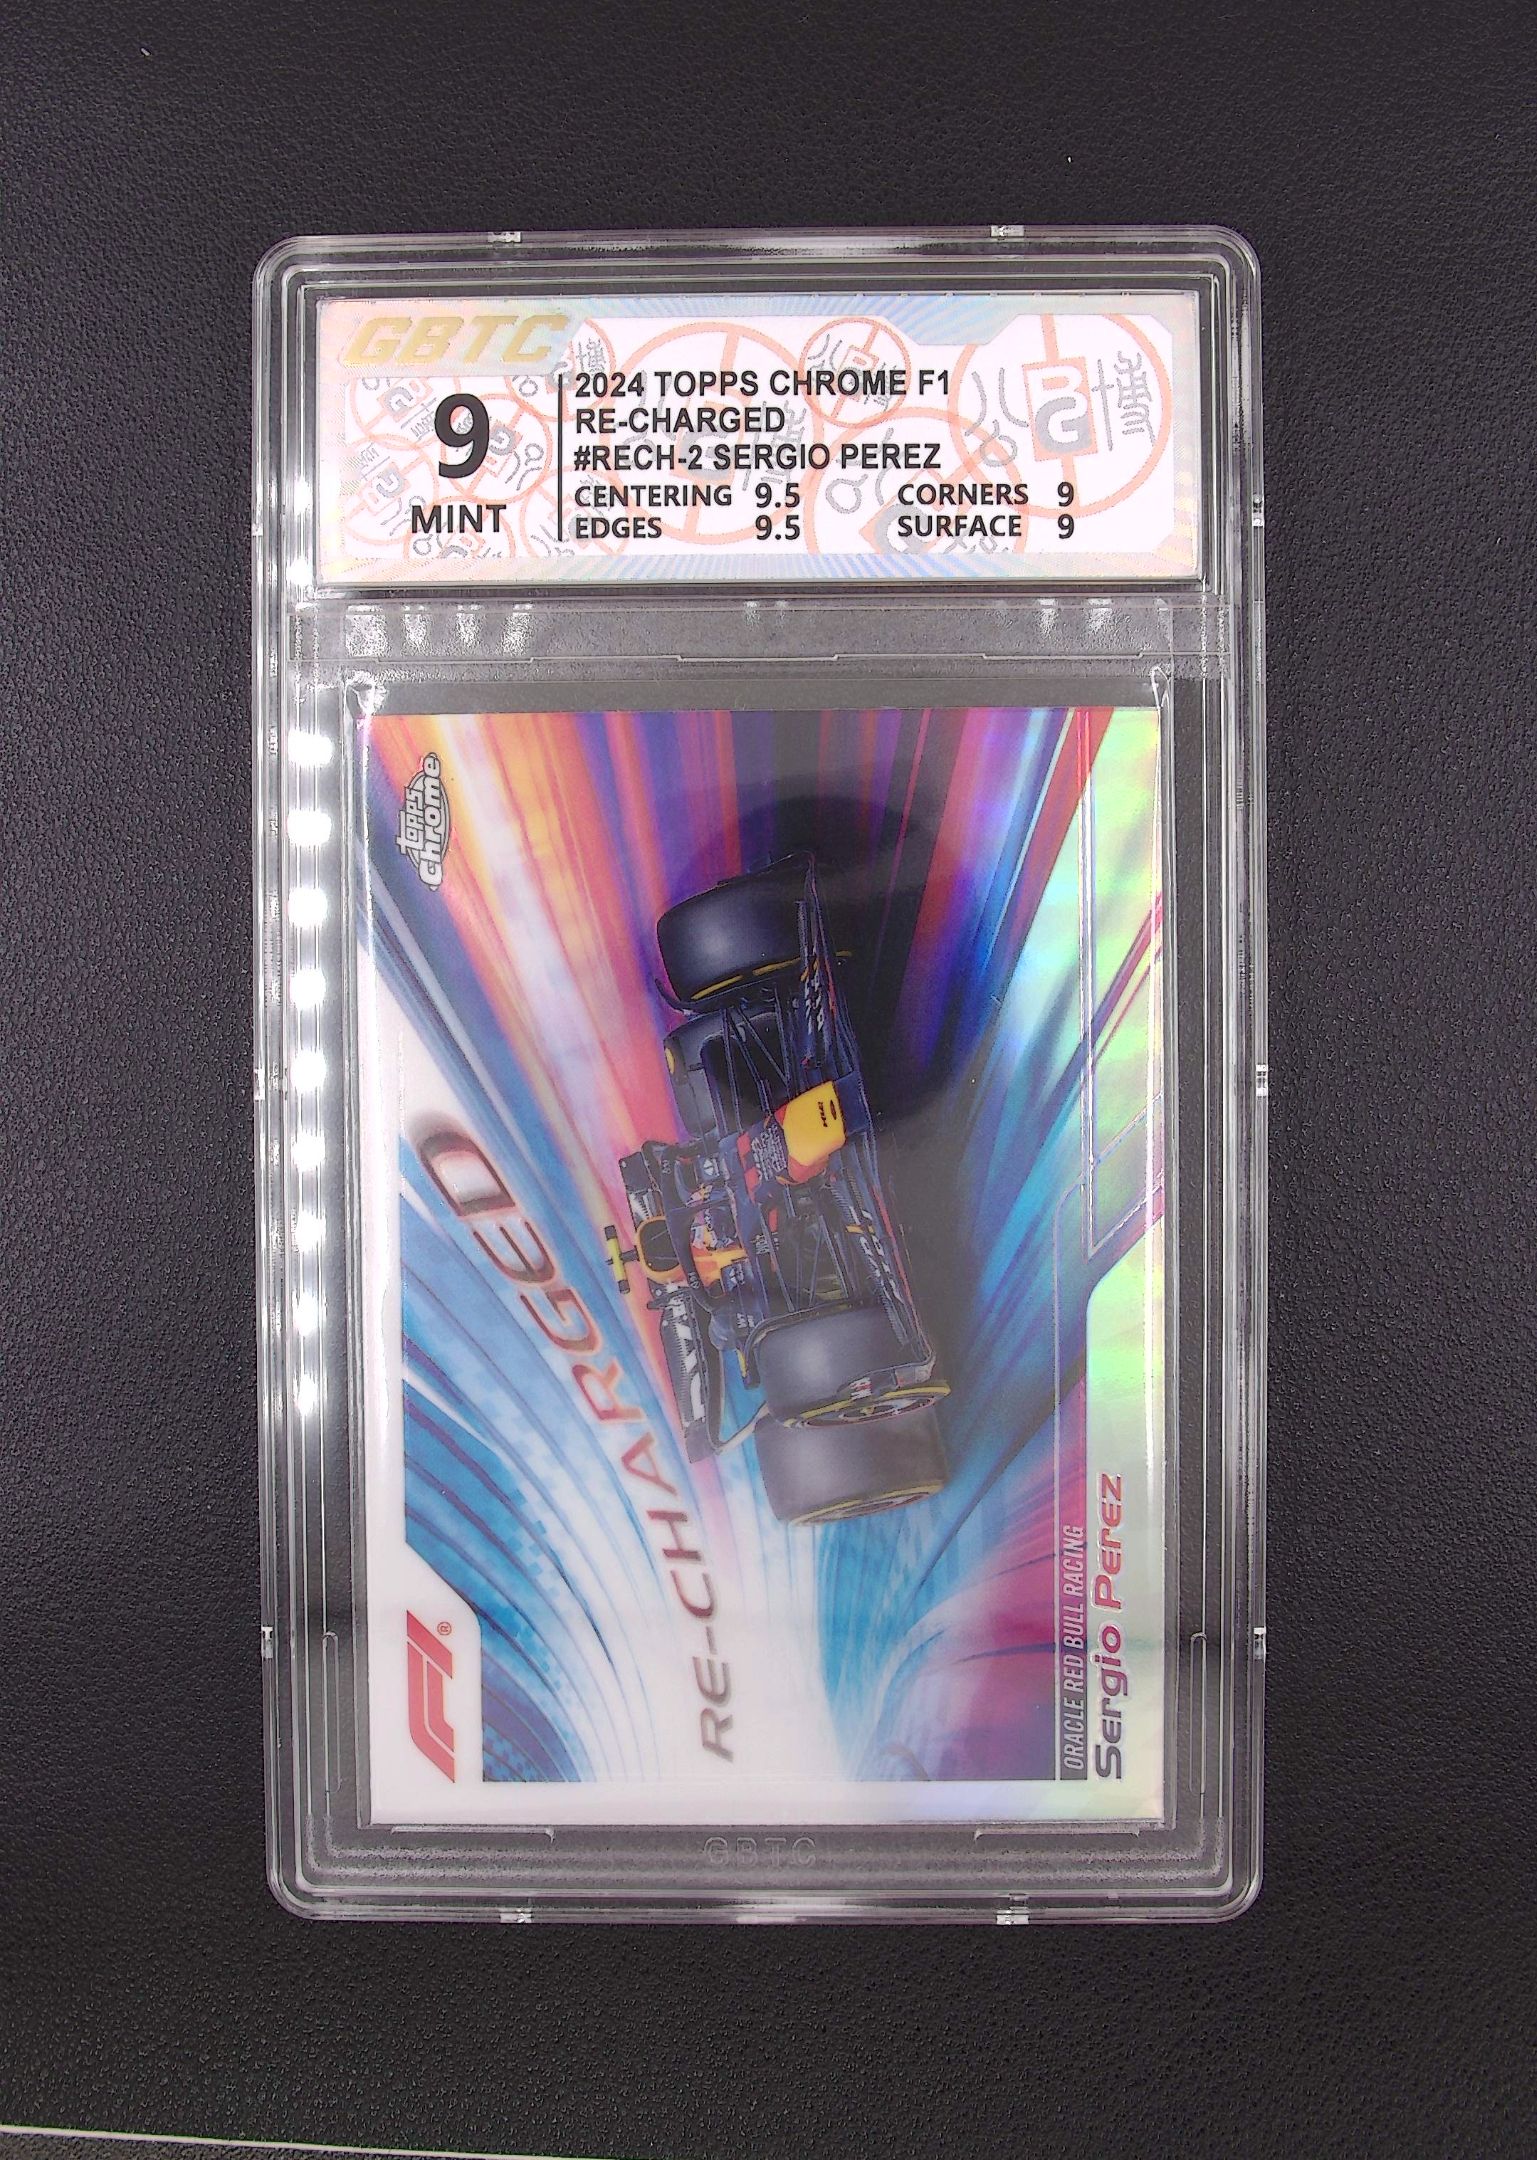 GBTC
9
MINT
2024 TOPPS CHROME F1
RE-CHARGED
#RECH-2 SERGIO PEREZ
CENTERING 9.5 CORNERS 9
EDGES 9.5 SURFACE 9
topps
chrome
RE-CHARGED
F1®
ORACLE RED BULL RACING
Sergio Perez
GBTC